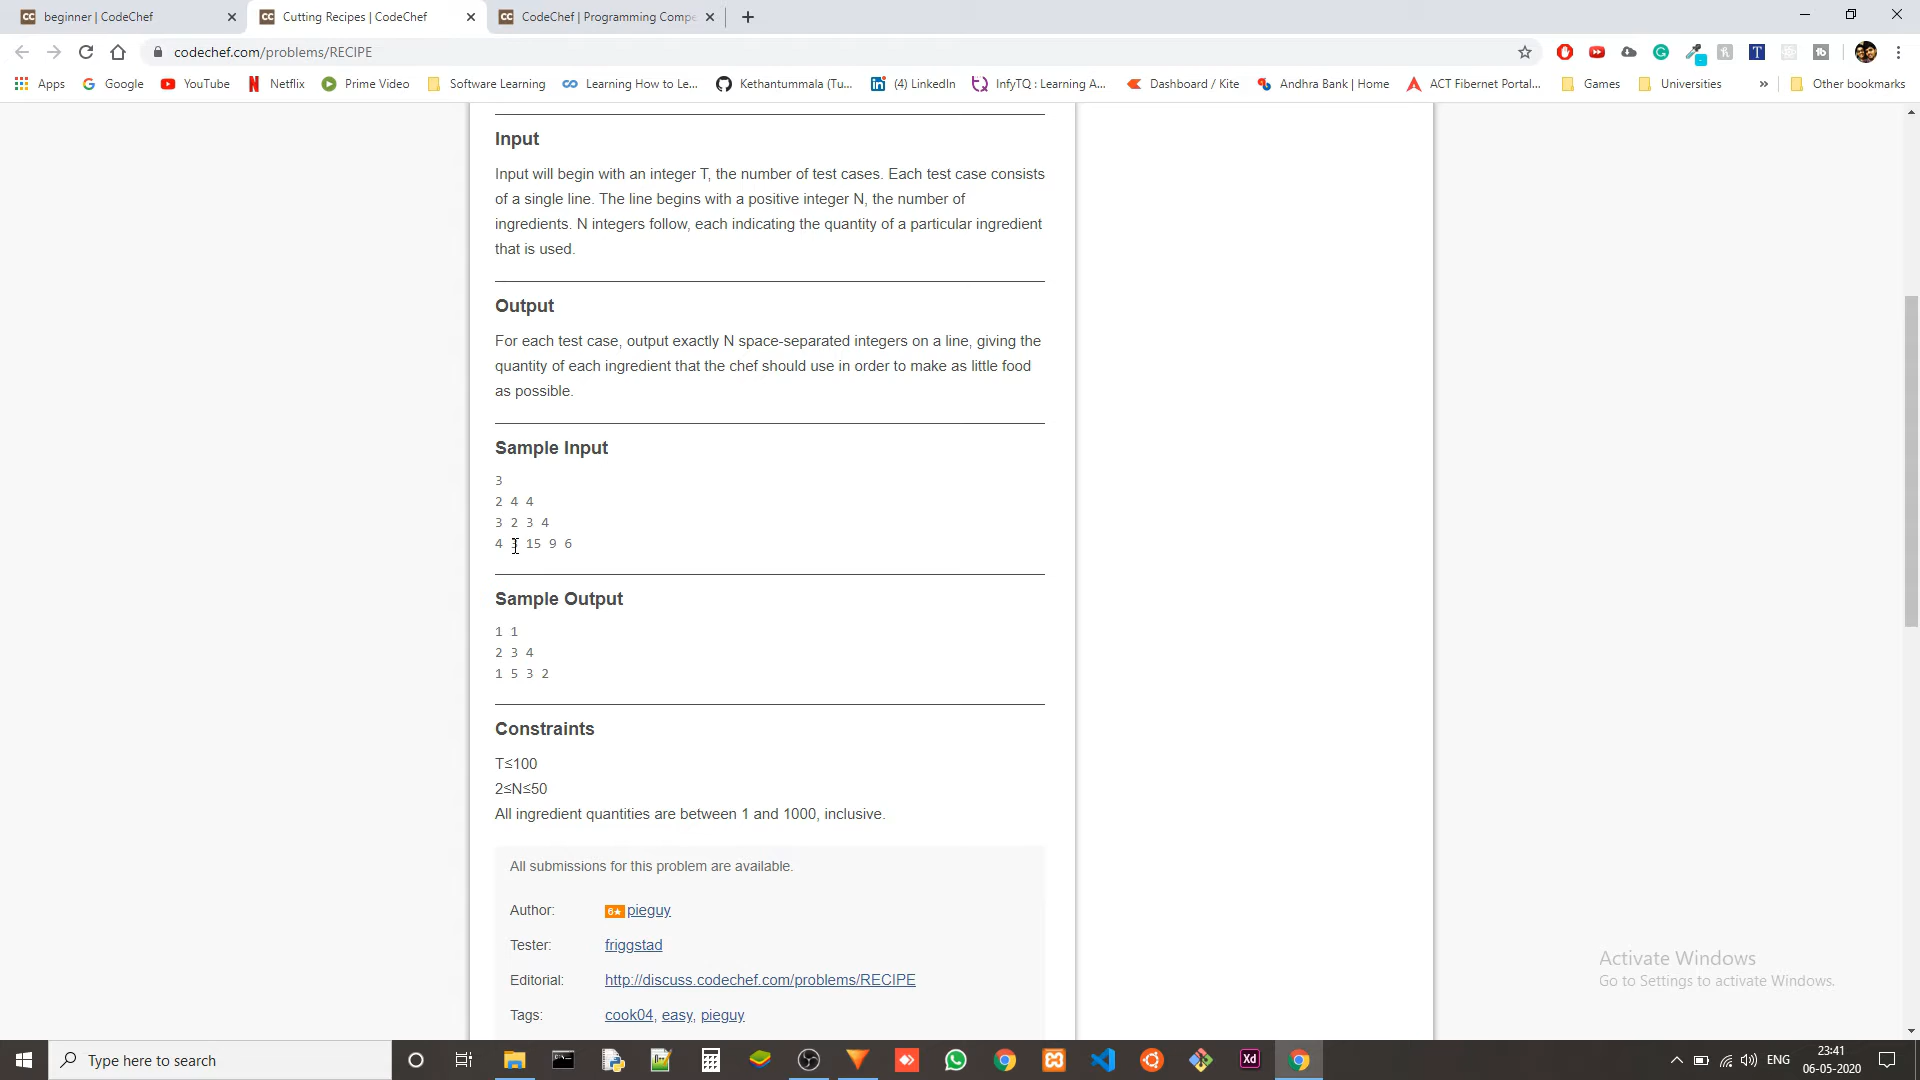 beginner | CodeChef
Cutting Recipes | CodeChef
CodeChef | Programming Compe
codechef.com/problems/RECIPE
Apps
Google
YouTube
Netflix
Prime Video
Software Learning
Learning How to Le...
Kethantummala (Tu...
(4) LinkedIn
InfyTQ : Learning A...
Dashboard / Kite
Andhra Bank | Home
ACT Fibernet Portal...
Games
Universities
»
Other bookmarks
Input
Input will begin with an integer T, the number of test cases. Each test case consists
of a single line. The line begins with a positive integer N, the number of
ingredients. N integers follow, each indicating the quantity of a particular ingredient
that is used.
Output
For each test case, output exactly N space-separated integers on a line, giving the
quantity of each ingredient that the chef should use in order to make as little food
as possible.
Sample Input
3
2 4 4
3 2 3 4
4 3 15 9 6
Sample Output
1 1
2 3 4
1 5 3 2
Constraints
T≤100
2≤N≤50
All ingredient quantities are between 1 and 1000, inclusive.
All submissions for this problem are available.
Author: 6★ pieguy
Tester: friggstad
Editorial: http://discuss.codechef.com/problems/RECIPE
Tags: cook04, easy, pieguy
Activate Windows
Go to Settings to activate Windows.
Type here to search
Xd
ENG
23:41
06-05-2020